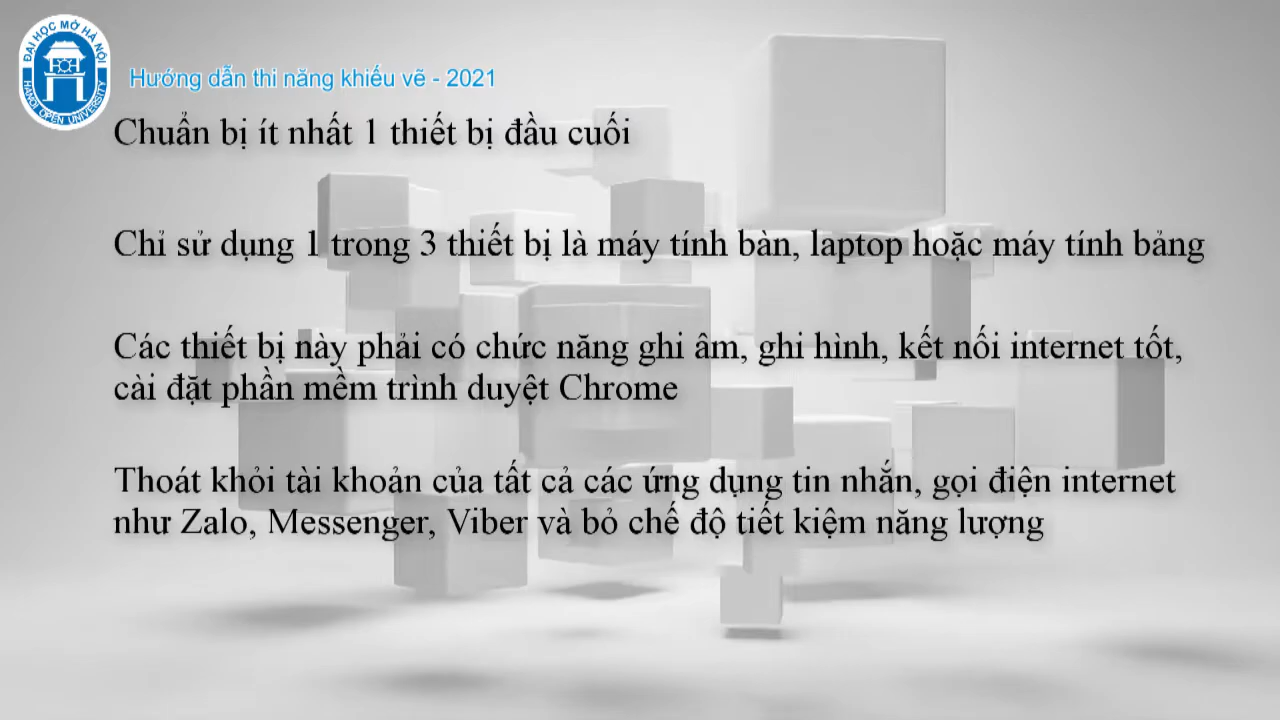 ĐẠI HỌC MỞ HÀ NỘI
HANOI OPEN UNIVERSITY
Hướng dẫn thi năng khiếu vẽ - 2021
Chuẩn bị ít nhất 1 thiết bị đầu cuối
Chỉ sử dụng 1 trong 3 thiết bị là máy tính bàn, laptop hoặc máy tính bảng
Các thiết bị này phải có chức năng ghi âm, ghi hình, kết nối internet tốt,
cài đặt phần mềm trình duyệt Chrome
Thoát khỏi tài khoản của tất cả các ứng dụng tin nhắn, gọi điện internet
như Zalo, Messenger, Viber và bỏ chế độ tiết kiệm năng lượng